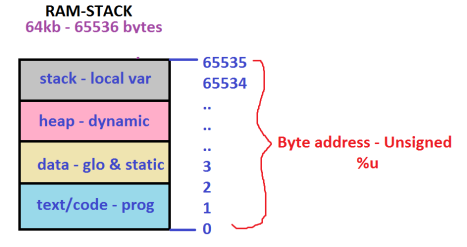 RAM-STACK
64kb - 65536 bytes
stack - local var
heap - dynamic
data - glo & static
text/code - prog
65535
65534
..
..
..
3
2
1
0
Byte address - Unsigned
%u